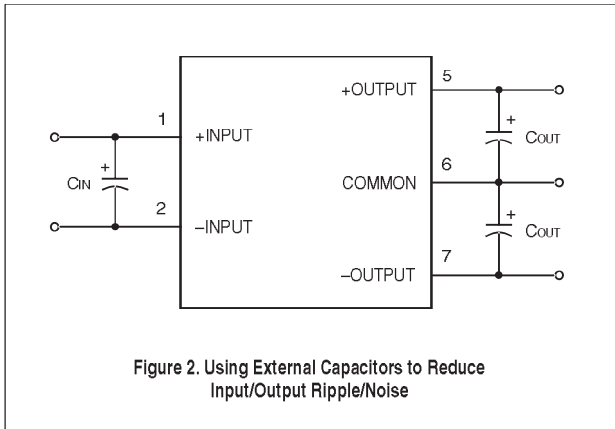 5
+OUTPUT
+
COUT
1
+INPUT
6
+
CIN
COMMON
+
COUT
2
–INPUT
7
–OUTPUT
Figure 2. Using External Capacitors to Reduce
Input/Output Ripple/Noise